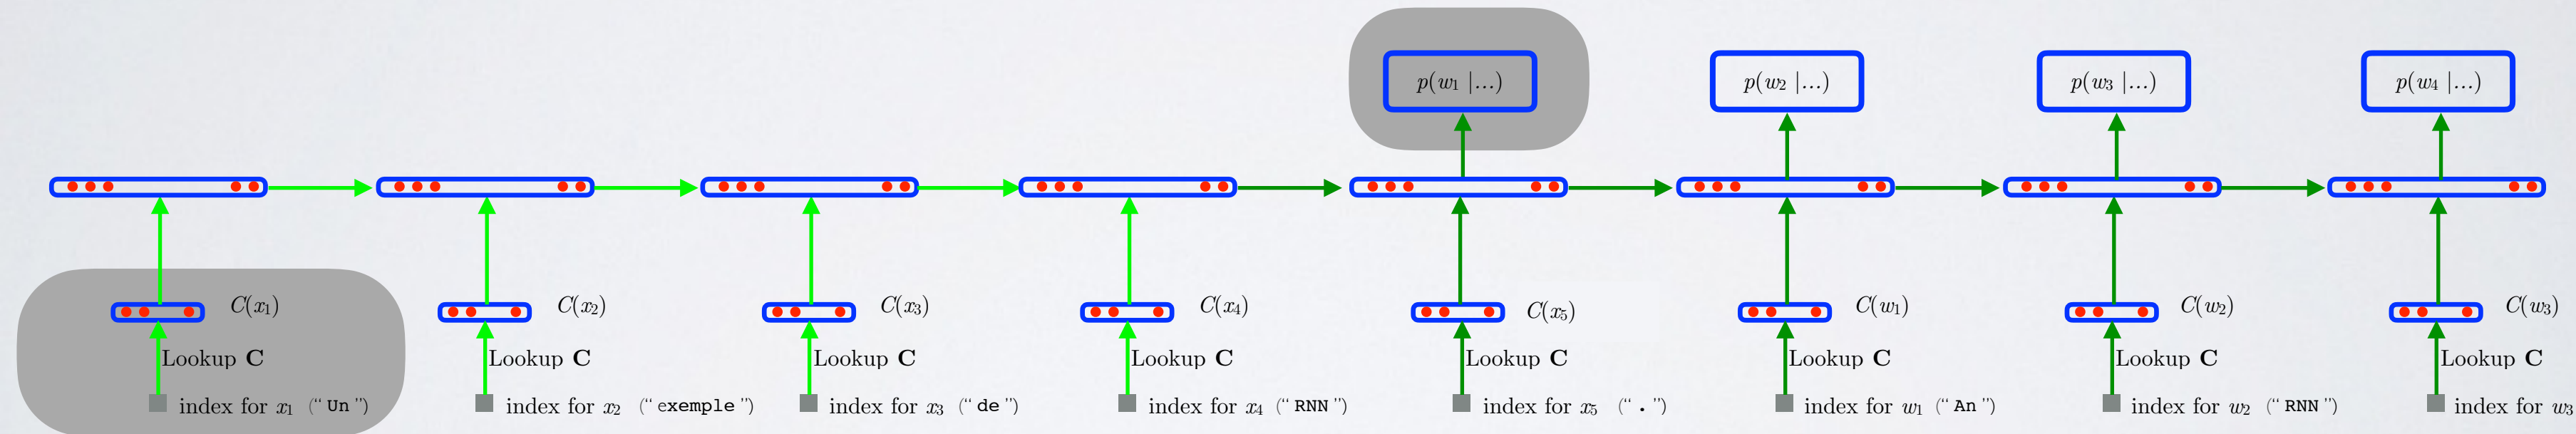 p(w₁ |...) p(w₂ |...) p(w₃ |...) p(w₄ |...)
C(x₁) C(x₂) C(x₃) C(x₄) C(x₅) C(w₁) C(w₂) C(w₃)
Lookup C Lookup C Lookup C Lookup C Lookup C Lookup C Lookup C Lookup C
index for x₁ (“ Un ”) index for x₂ (“ exemple ”) index for x₃ (“ de ”) index for x₄ (“ RNN ”) index for x₅ (“ . ”) index for w₁ (“ An ”) index for w₂ (“ RNN ”) index for w₃